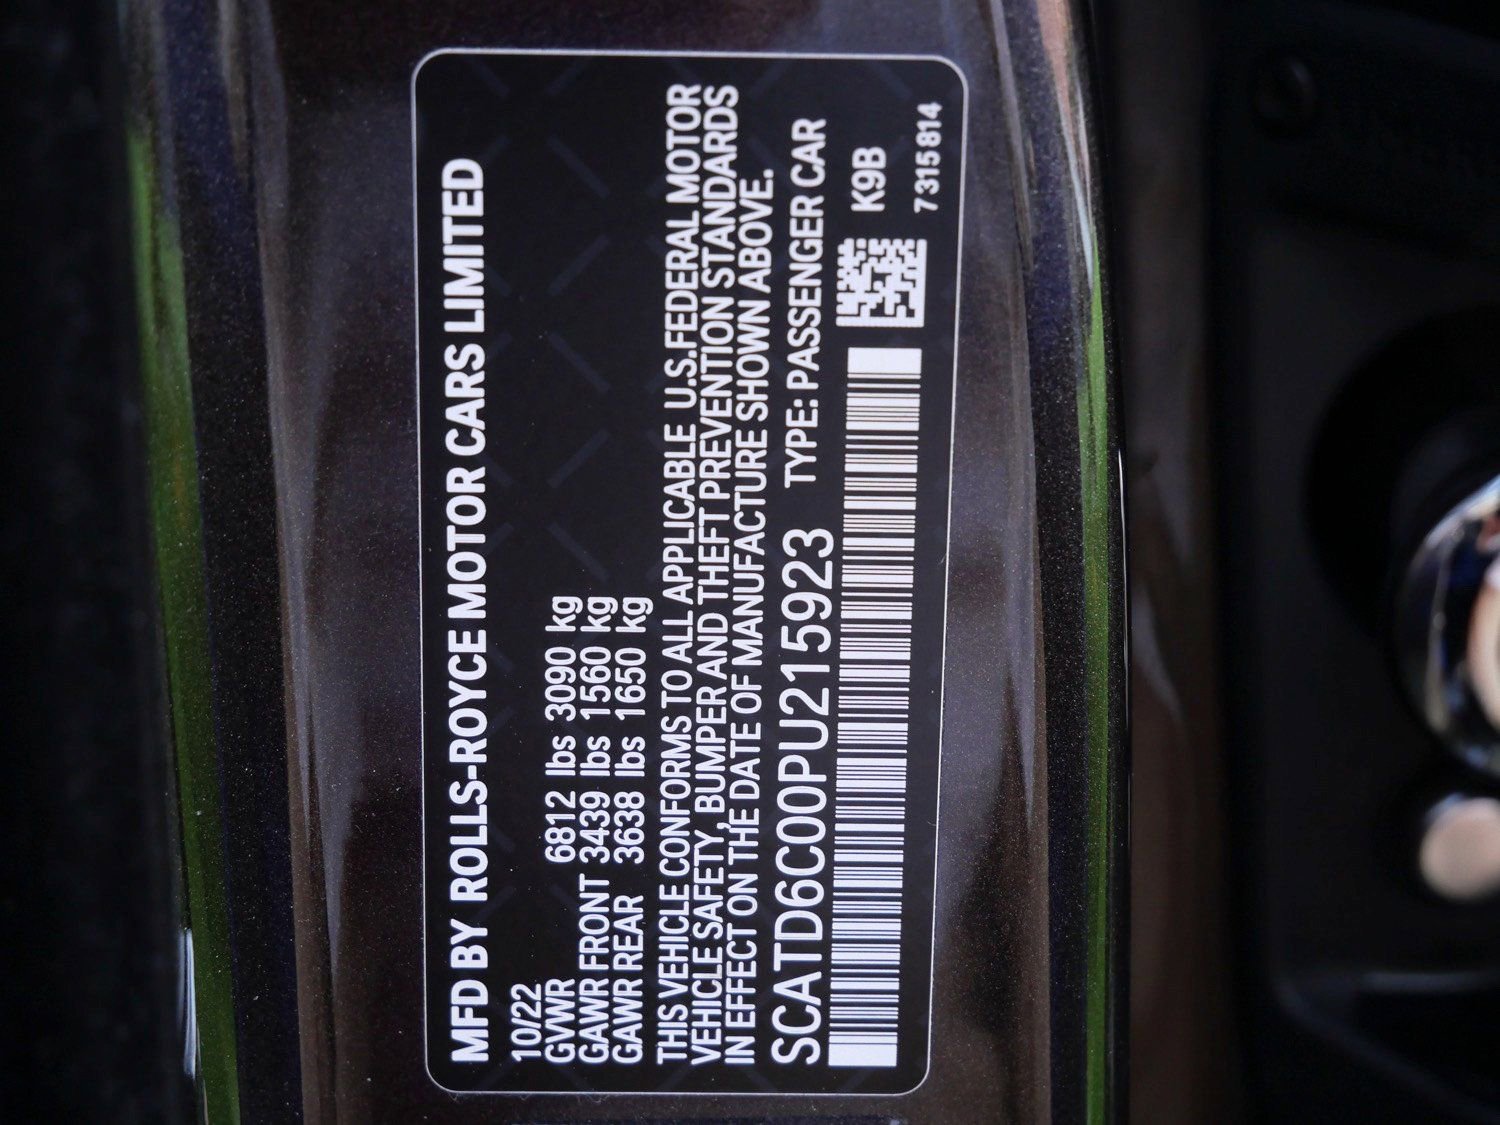 MFD BY ROLLS-ROYCE MOTOR CARS LIMITED
10/22
GVWR 6812 lbs 3090 kg
GAWR FRONT 3439 lbs 1560 kg
GAWR REAR 3638 lbs 1650 kg
THIS VEHICLE CONFORMS TO ALL APPLICABLE U.S.FEDERAL MOTOR
VEHICLE SAFETY, BUMPER AND THEFT PREVENTION STANDARDS
IN EFFECT ON THE DATE OF MANUFACTURE SHOWN ABOVE.
SCATD6C00PU215923 TYPE: PASSENGER CAR
K9B
7 315 814